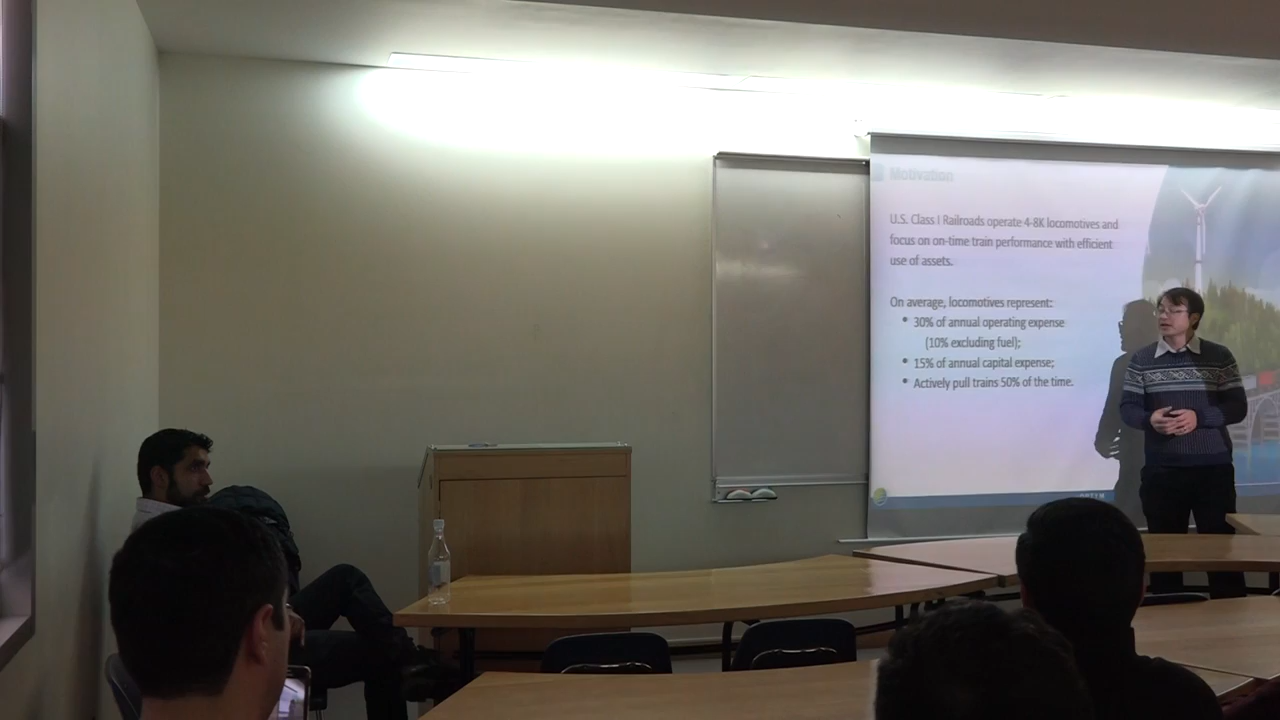 Motivation
U.S. Class I Railroads operate 4-8K locomotives and
focus on on-time train performance with efficient
use of assets.
On average, locomotives represent:
• 30% of annual operating expense
(10% excluding fuel);
• 15% of annual capital expense;
• Actively pull trains 50% of the time.